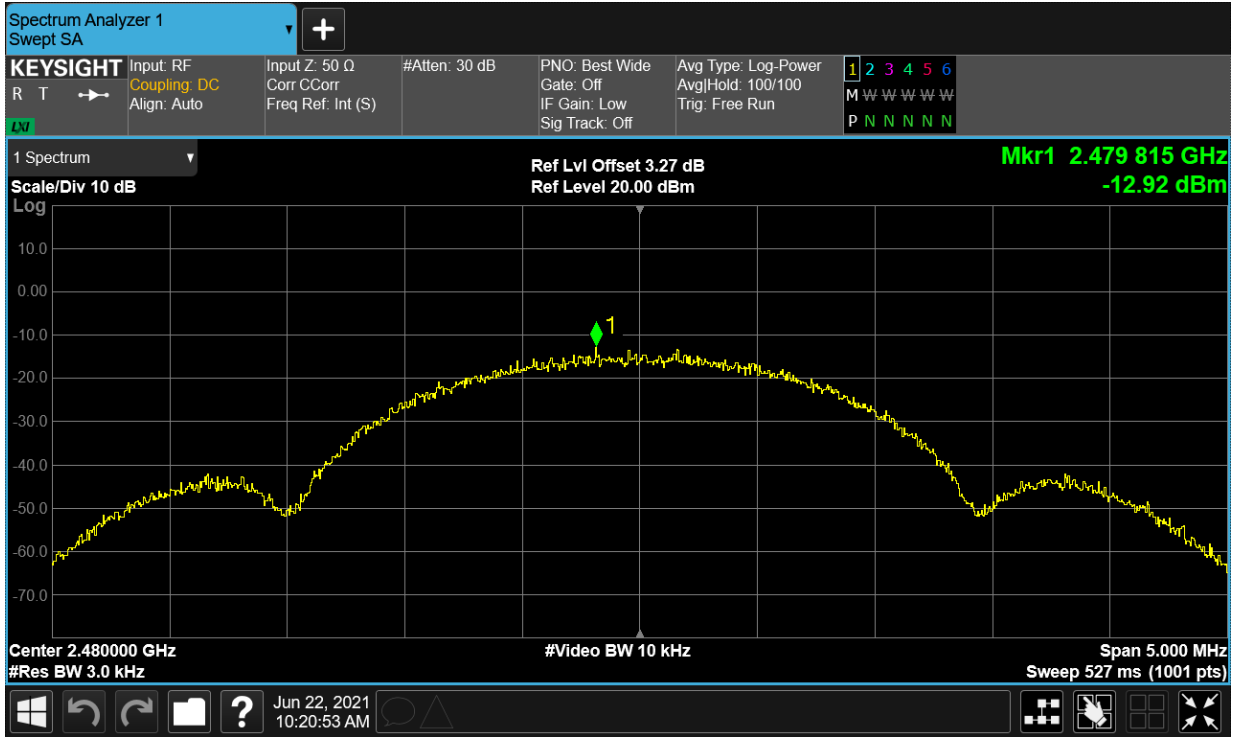 Spectrum Analyzer 1
Swept SA
+
KEYSIGHT
R T
LXI
Input: RF
Coupling: DC
Align: Auto
Input Z: 50 Ω
Corr CCorr
Freq Ref: Int (S)
#Atten: 30 dB
PNO: Best Wide
Gate: Off
IF Gain: Low
Sig Track: Off
Avg Type: Log-Power
Avg|Hold: 100/100
Trig: Free Run
1 2 3 4 5 6
M W W W W W
P N N N N N
1 Spectrum
Scale/Div 10 dB
Log
Ref Lvl Offset 3.27 dB
Ref Level 20.00 dBm
Mkr1 2.479 815 GHz
-12.92 dBm
10.0
0.00
-10.0
-20.0
-30.0
-40.0
-50.0
-60.0
-70.0
1
Center 2.480000 GHz
#Res BW 3.0 kHz
#Video BW 10 kHz
Span 5.000 MHz
Sweep 527 ms (1001 pts)
?
Jun 22, 2021
10:20:53 AM